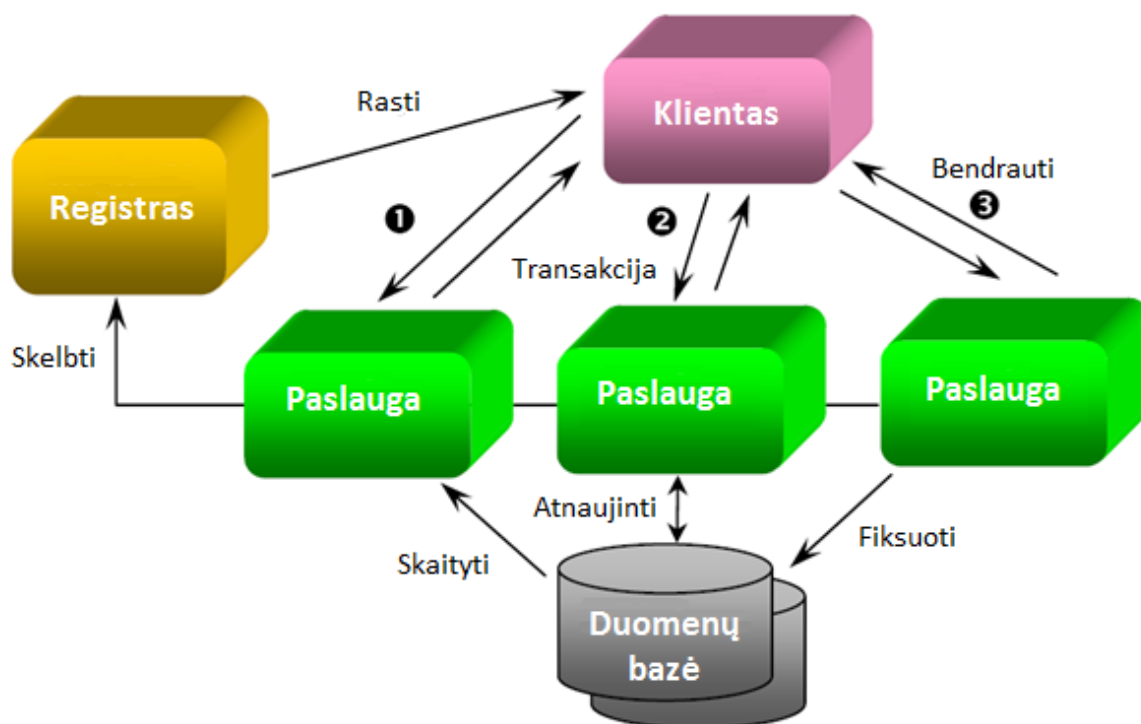 Klientas
Rasti
Registras
Bendrauti
❶
❷
❸
Transakcija
Skelbti
Paslauga
Paslauga
Paslauga
Atnaujinti
Skaityti
Fiksuoti
Duomenų
bazė